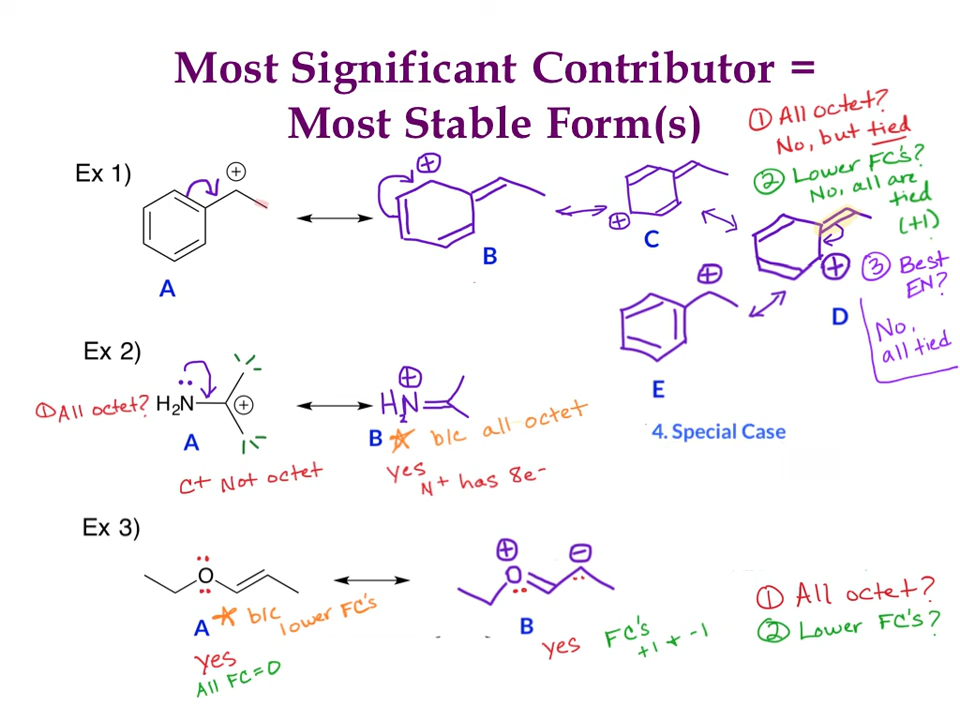 Most Significant Contributor =
Most Stable Form(s)
① All octet?
No, but tied
② Lower FC's?
No, all are
tied
(+1)
③ Best
EN?
No,
all tied
Ex 1)
+
A
+
B
+
C
+
D
+
E
4. Special Case
Ex 2)
① All octet?
H₂N
+
A
C+ Not octet
+
H₂N
B ☆ b/c all octet
Yes
N+ has 8e-
Ex 3)
O
A ☆ b/c
lower FC's
Yes
All FC=0
+
−
O
B
yes
FC's
+1 + -1
① All octet?
② Lower FC's?